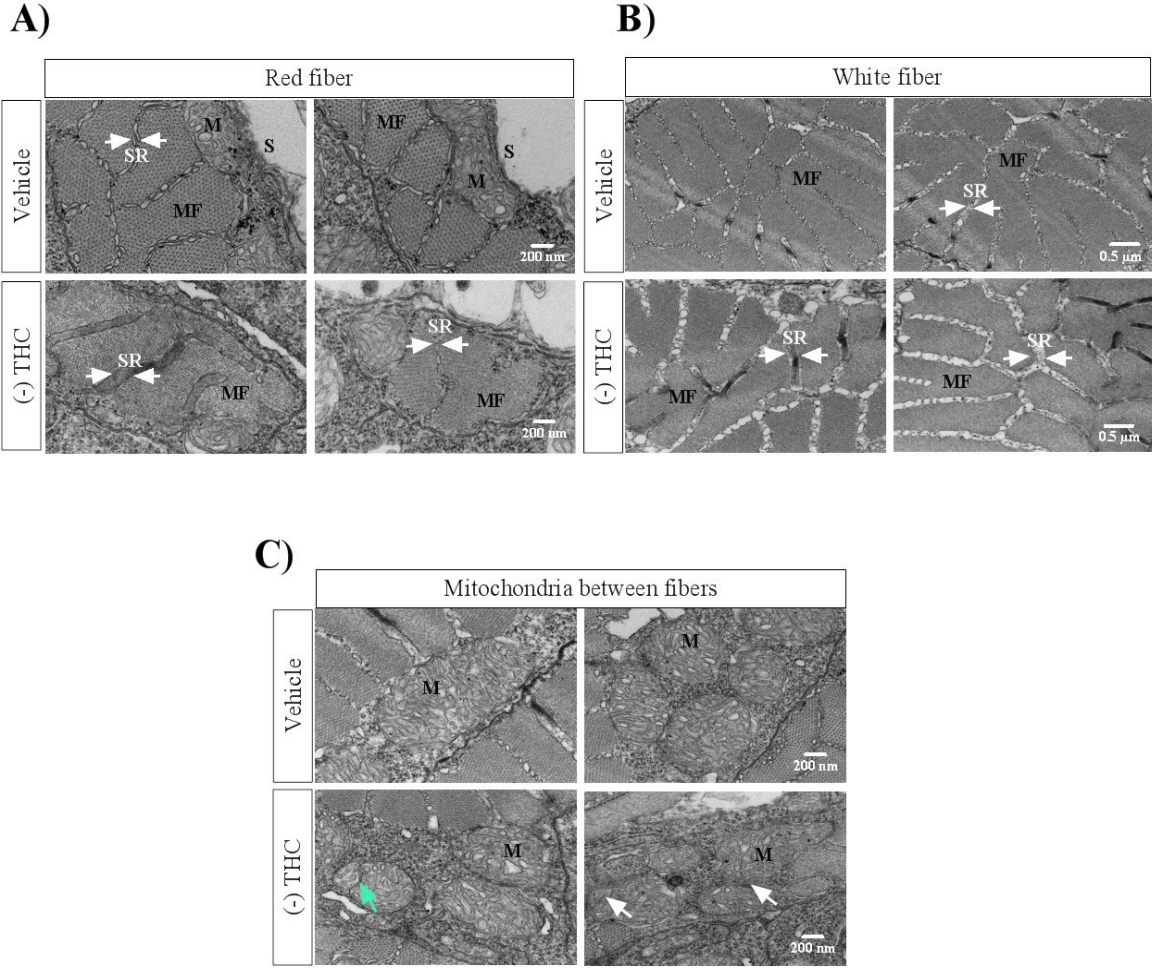 A)
Red fiber
Vehicle
M
SR
S
MF
MF
S
M
200 nm
(-) THC
SR
MF
SR
MF
200 nm
B)
White fiber
Vehicle
MF
MF
SR
0.5 µm
(-) THC
SR
MF
SR
MF
0.5 µm
C)
Mitochondria between fibers
Vehicle
M
M
200 nm
(-) THC
M
M
200 nm